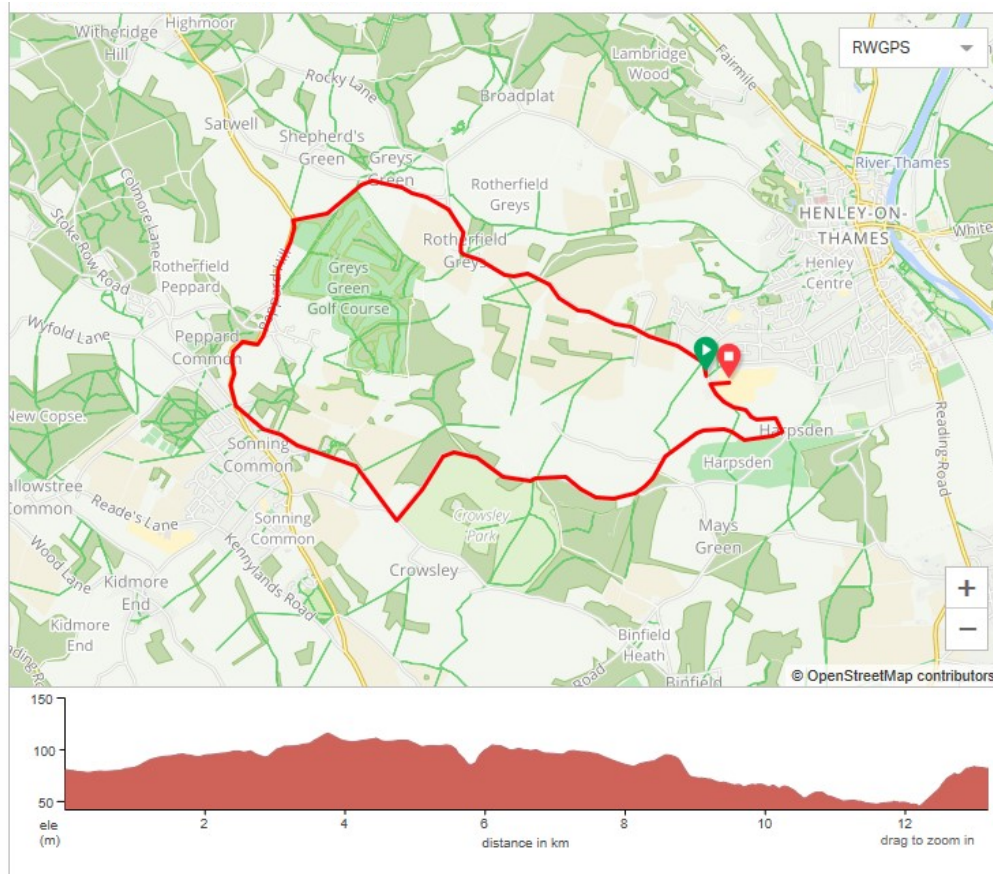 Highmoor
Witheridge
Hill
RWGPS
Fairmile
Lambridge
Wood
Rocky Lane
Broadplat
Satwell
Shepherd's
Green
Greys
Green
River Thames
Colmore Lane
Rotherfield
Greys
HENLEY-ON-
THAMES
White
Stoke Row Road
Rotherfield
Peppard
Peppard Hill
Greys
Green
Golf Course
Rotherfield
Greys
Henley
Centre
Wyfold Lane
Peppard
Common
New Copse.
Sonning
Common
Harpsden
Harpsden
Reading Road
allowstree
Common
Reade's Lane
Sonning
Common
Crowsley
Park
Mays
Green
Wood Lane
Kennylands Road
Crowsley
Kidmore
End
Kidmore
End
Binfield
Heath
Road
Binfield
ading Road
+
−
© OpenStreetMap contributors
150
100
50
ele
(m)
2
4
6
8
10
12
distance in km
drag to zoom in